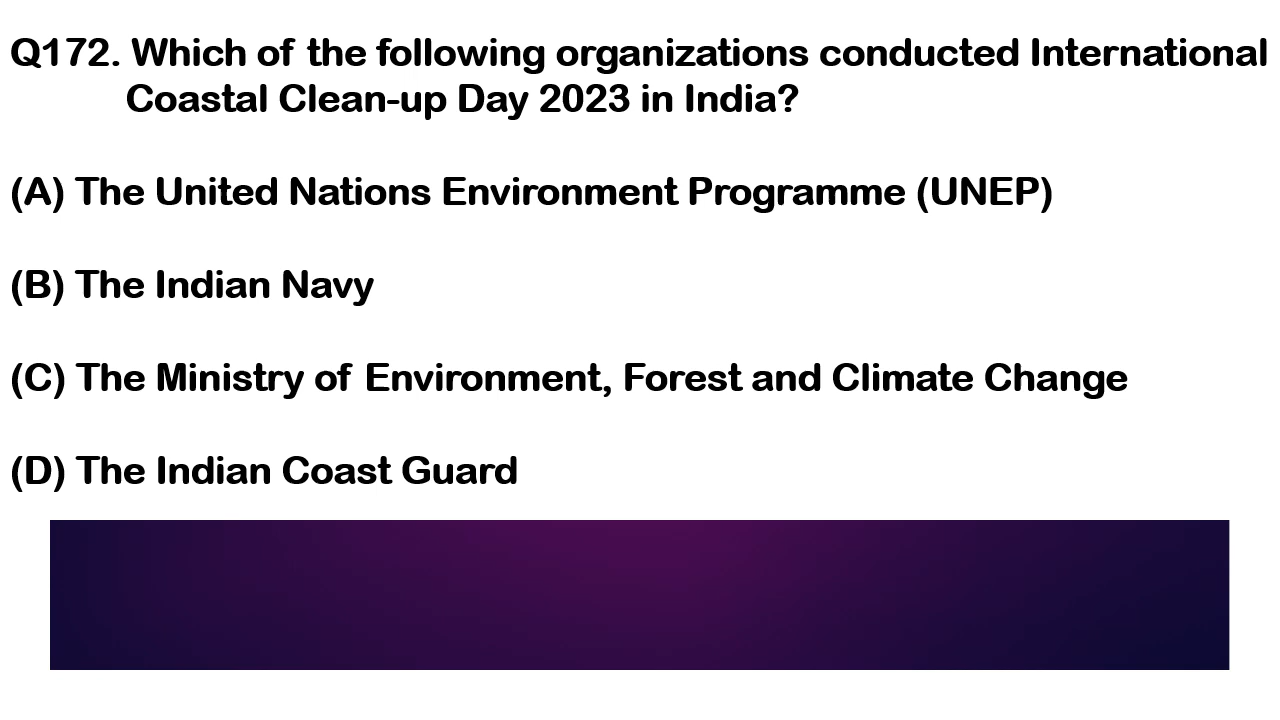 Q172. Which of the following organizations conducted International
Coastal Clean-up Day 2023 in India?
(A) The United Nations Environment Programme (UNEP)
(B) The Indian Navy
(C) The Ministry of Environment, Forest and Climate Change
(D) The Indian Coast Guard